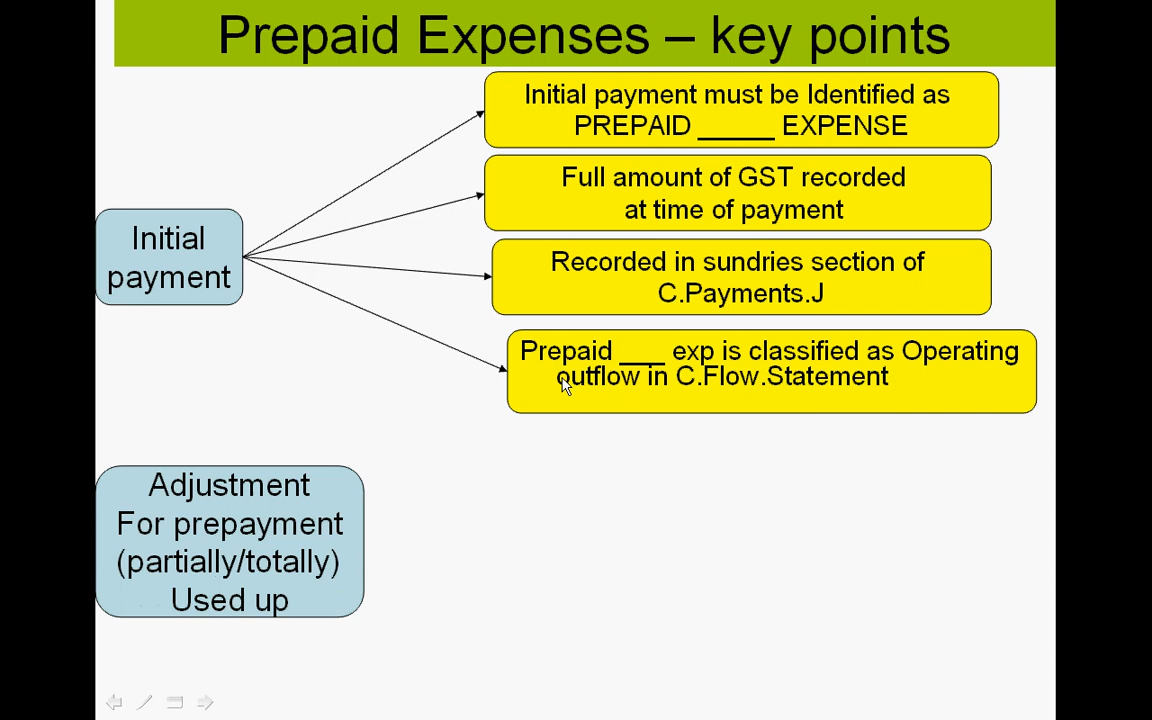 Prepaid Expenses – key points
Initial payment must be Identified as
PREPAID _____ EXPENSE
Full amount of GST recorded
at time of payment
Initial
payment
Recorded in sundries section of
C.Payments.J
Prepaid ___ exp is classified as Operating
outflow in C.Flow.Statement
Adjustment
For prepayment
(partially/totally)
Used up